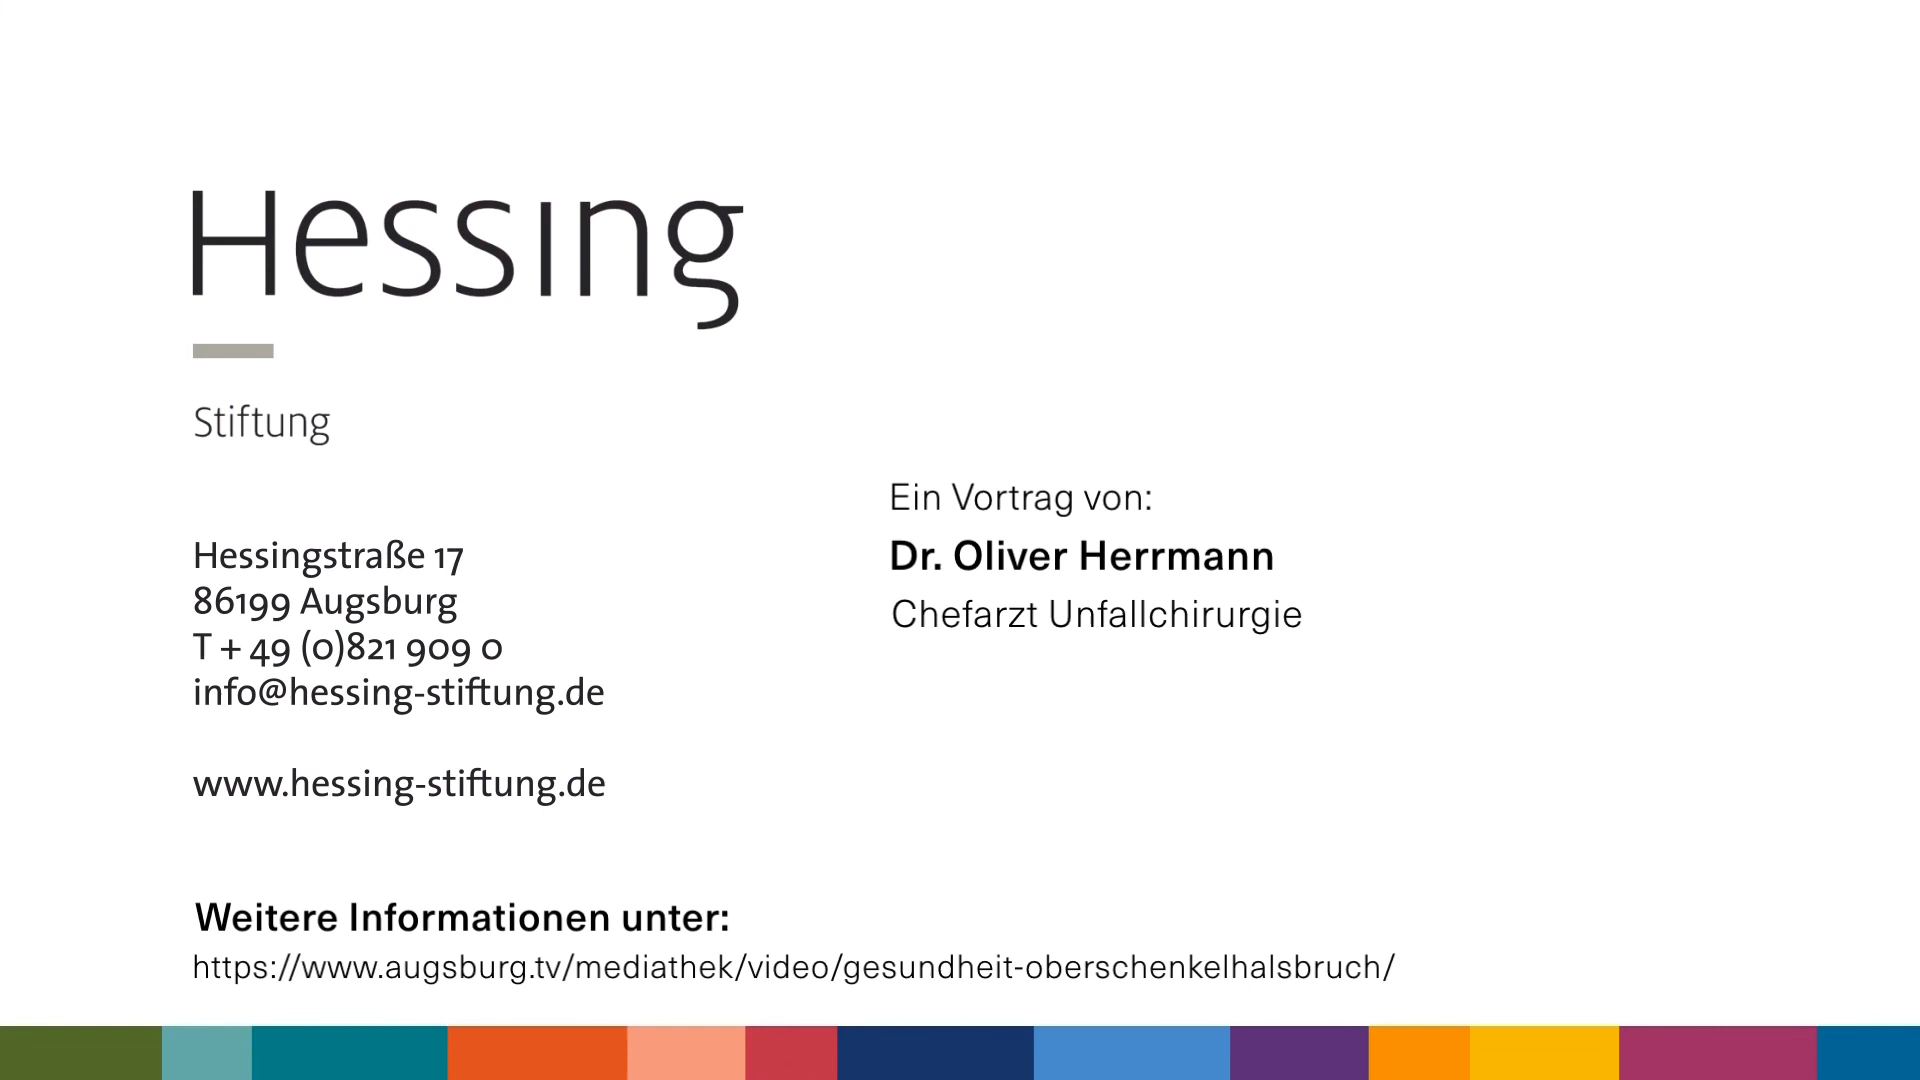 Hessing
Stiftung
Hessingstraße 17
86199 Augsburg
T + 49 (0)821 909 0
info@hessing-stiftung.de
www.hessing-stiftung.de
Ein Vortrag von:
Dr. Oliver Herrmann
Chefarzt Unfallchirurgie
Weitere Informationen unter:
https://www.augsburg.tv/mediathek/video/gesundheit-oberschenkelhalsbruch/